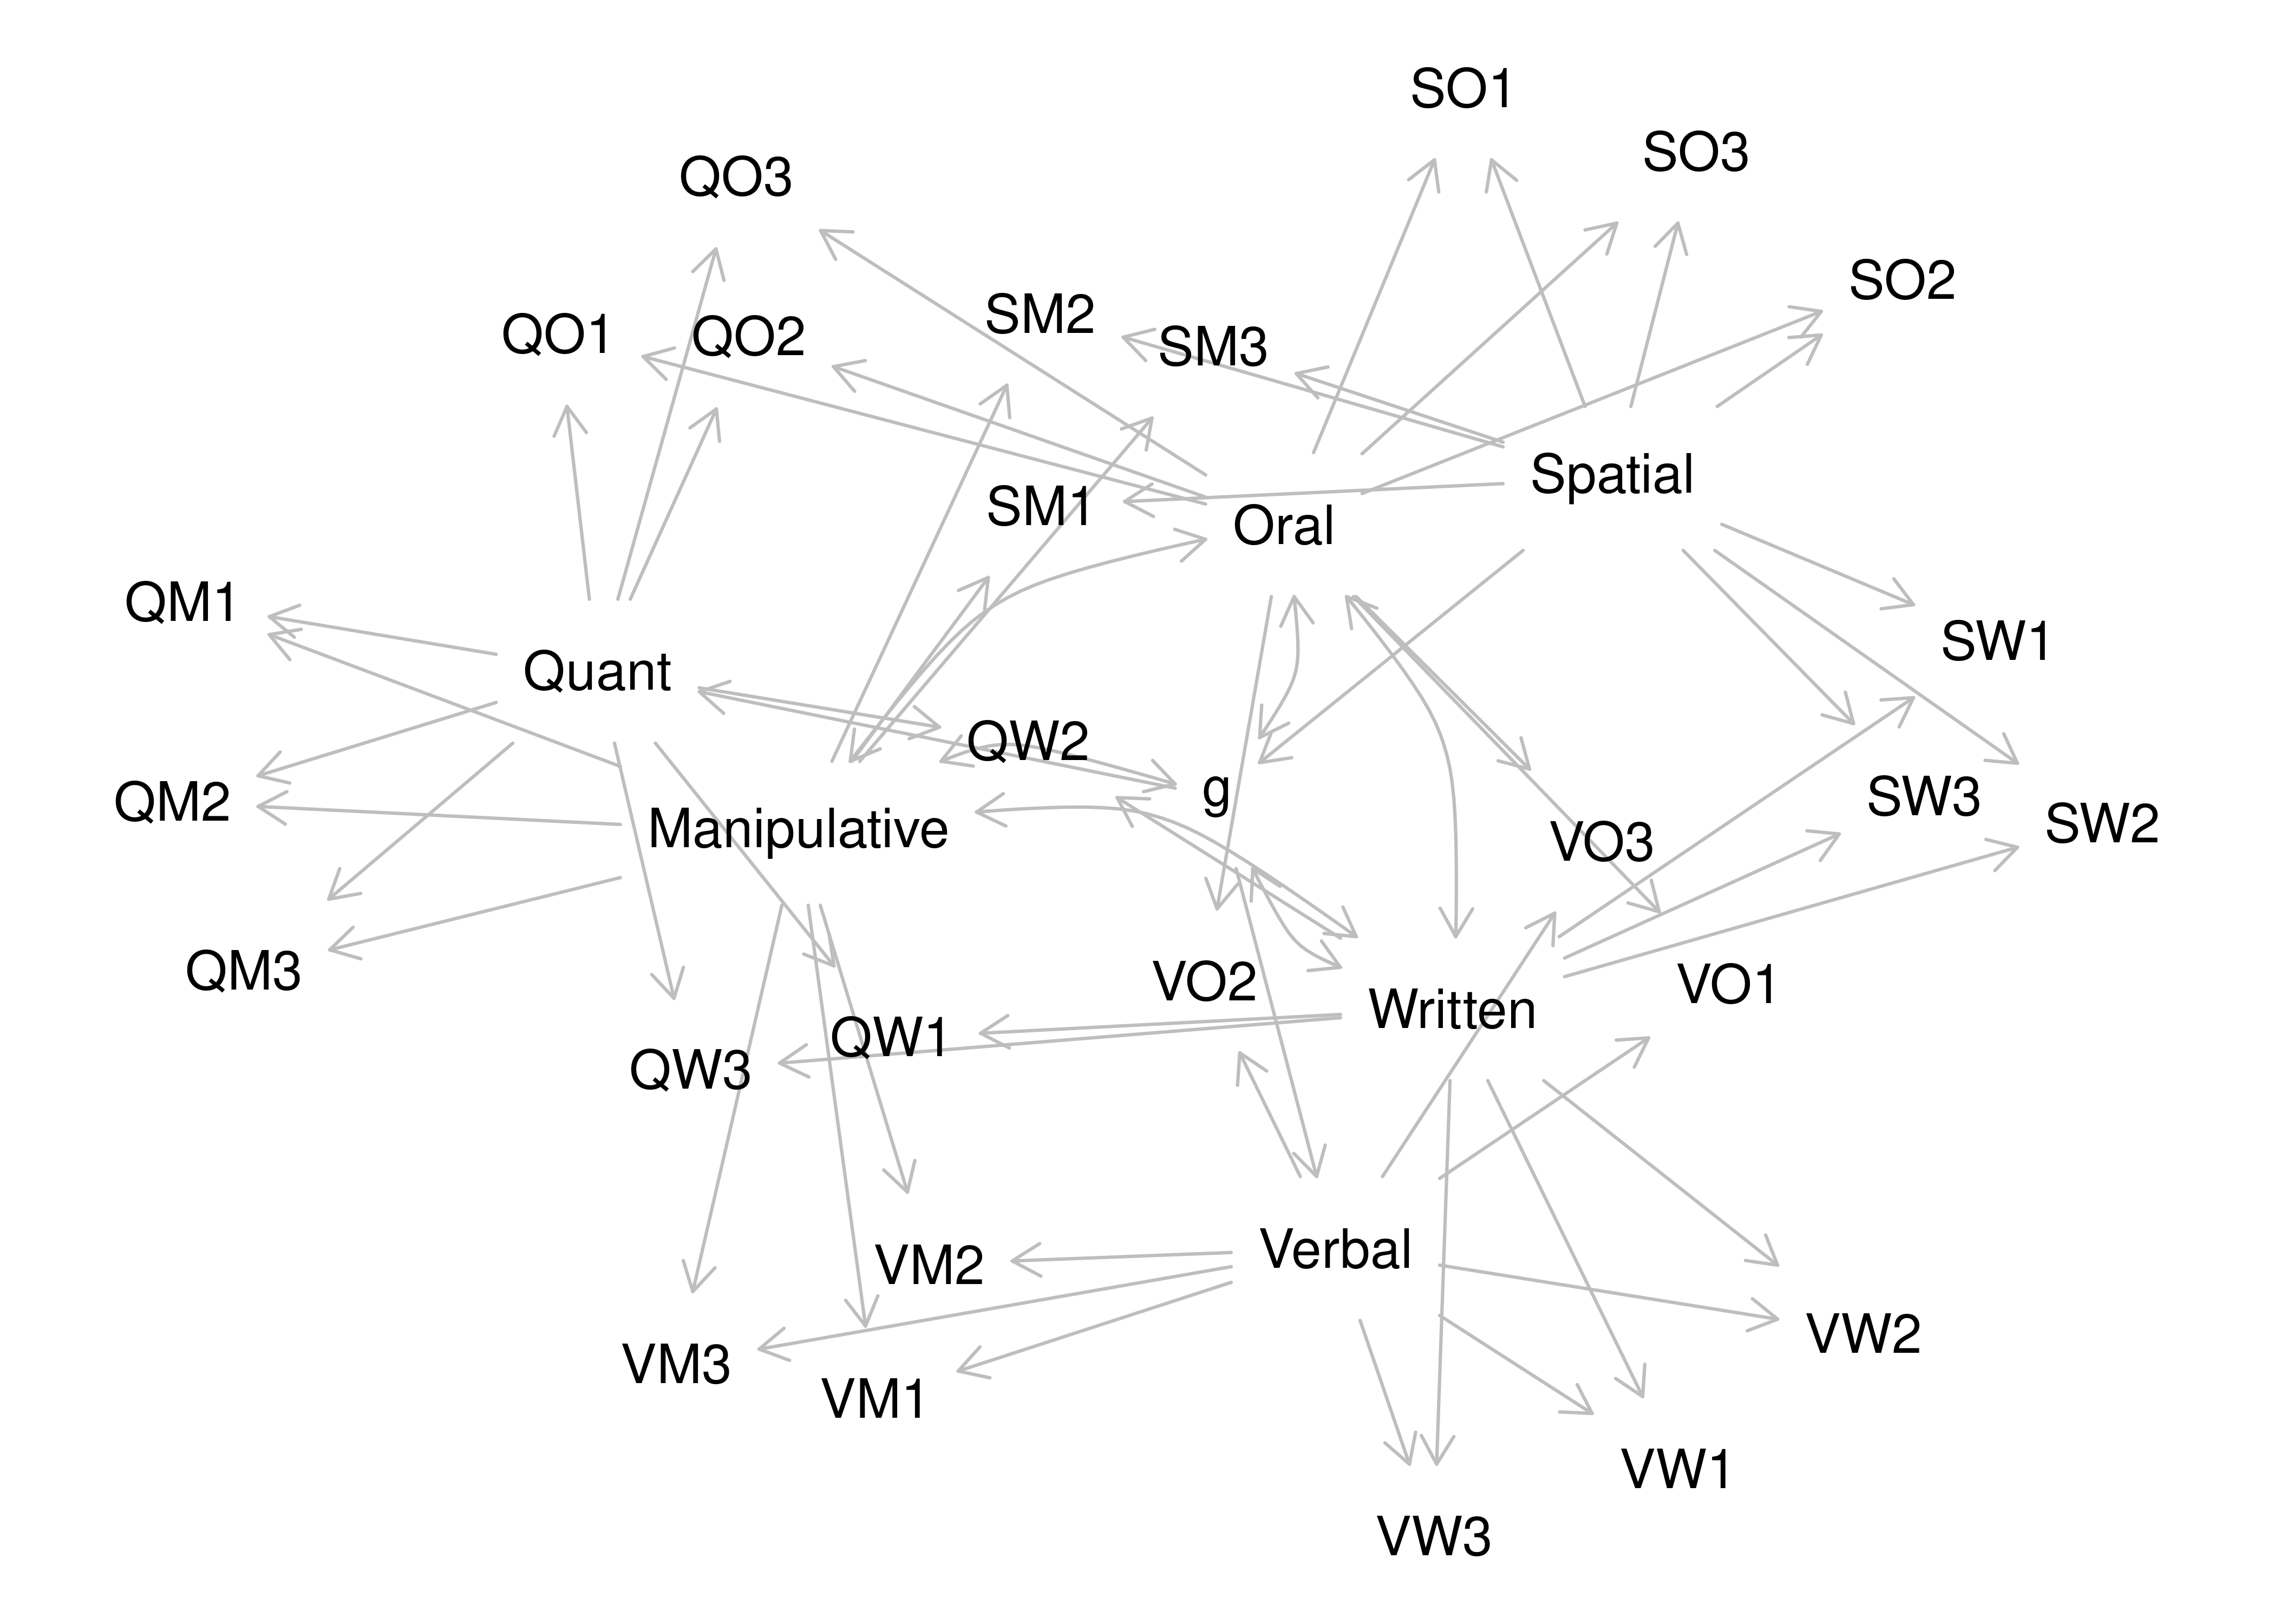 SO1
SO3
QO3
SO2
SM2
QO1
QO2
SM3
Spatial
SM1
Oral
QM1
SW1
Quant
QW2
g
SW3
QM2
SW2
Manipulative
VO3
QM3
VO2
VO1
Written
QW1
QW3
Verbal
VM2
VW2
VM3
VM1
VW1
VW3